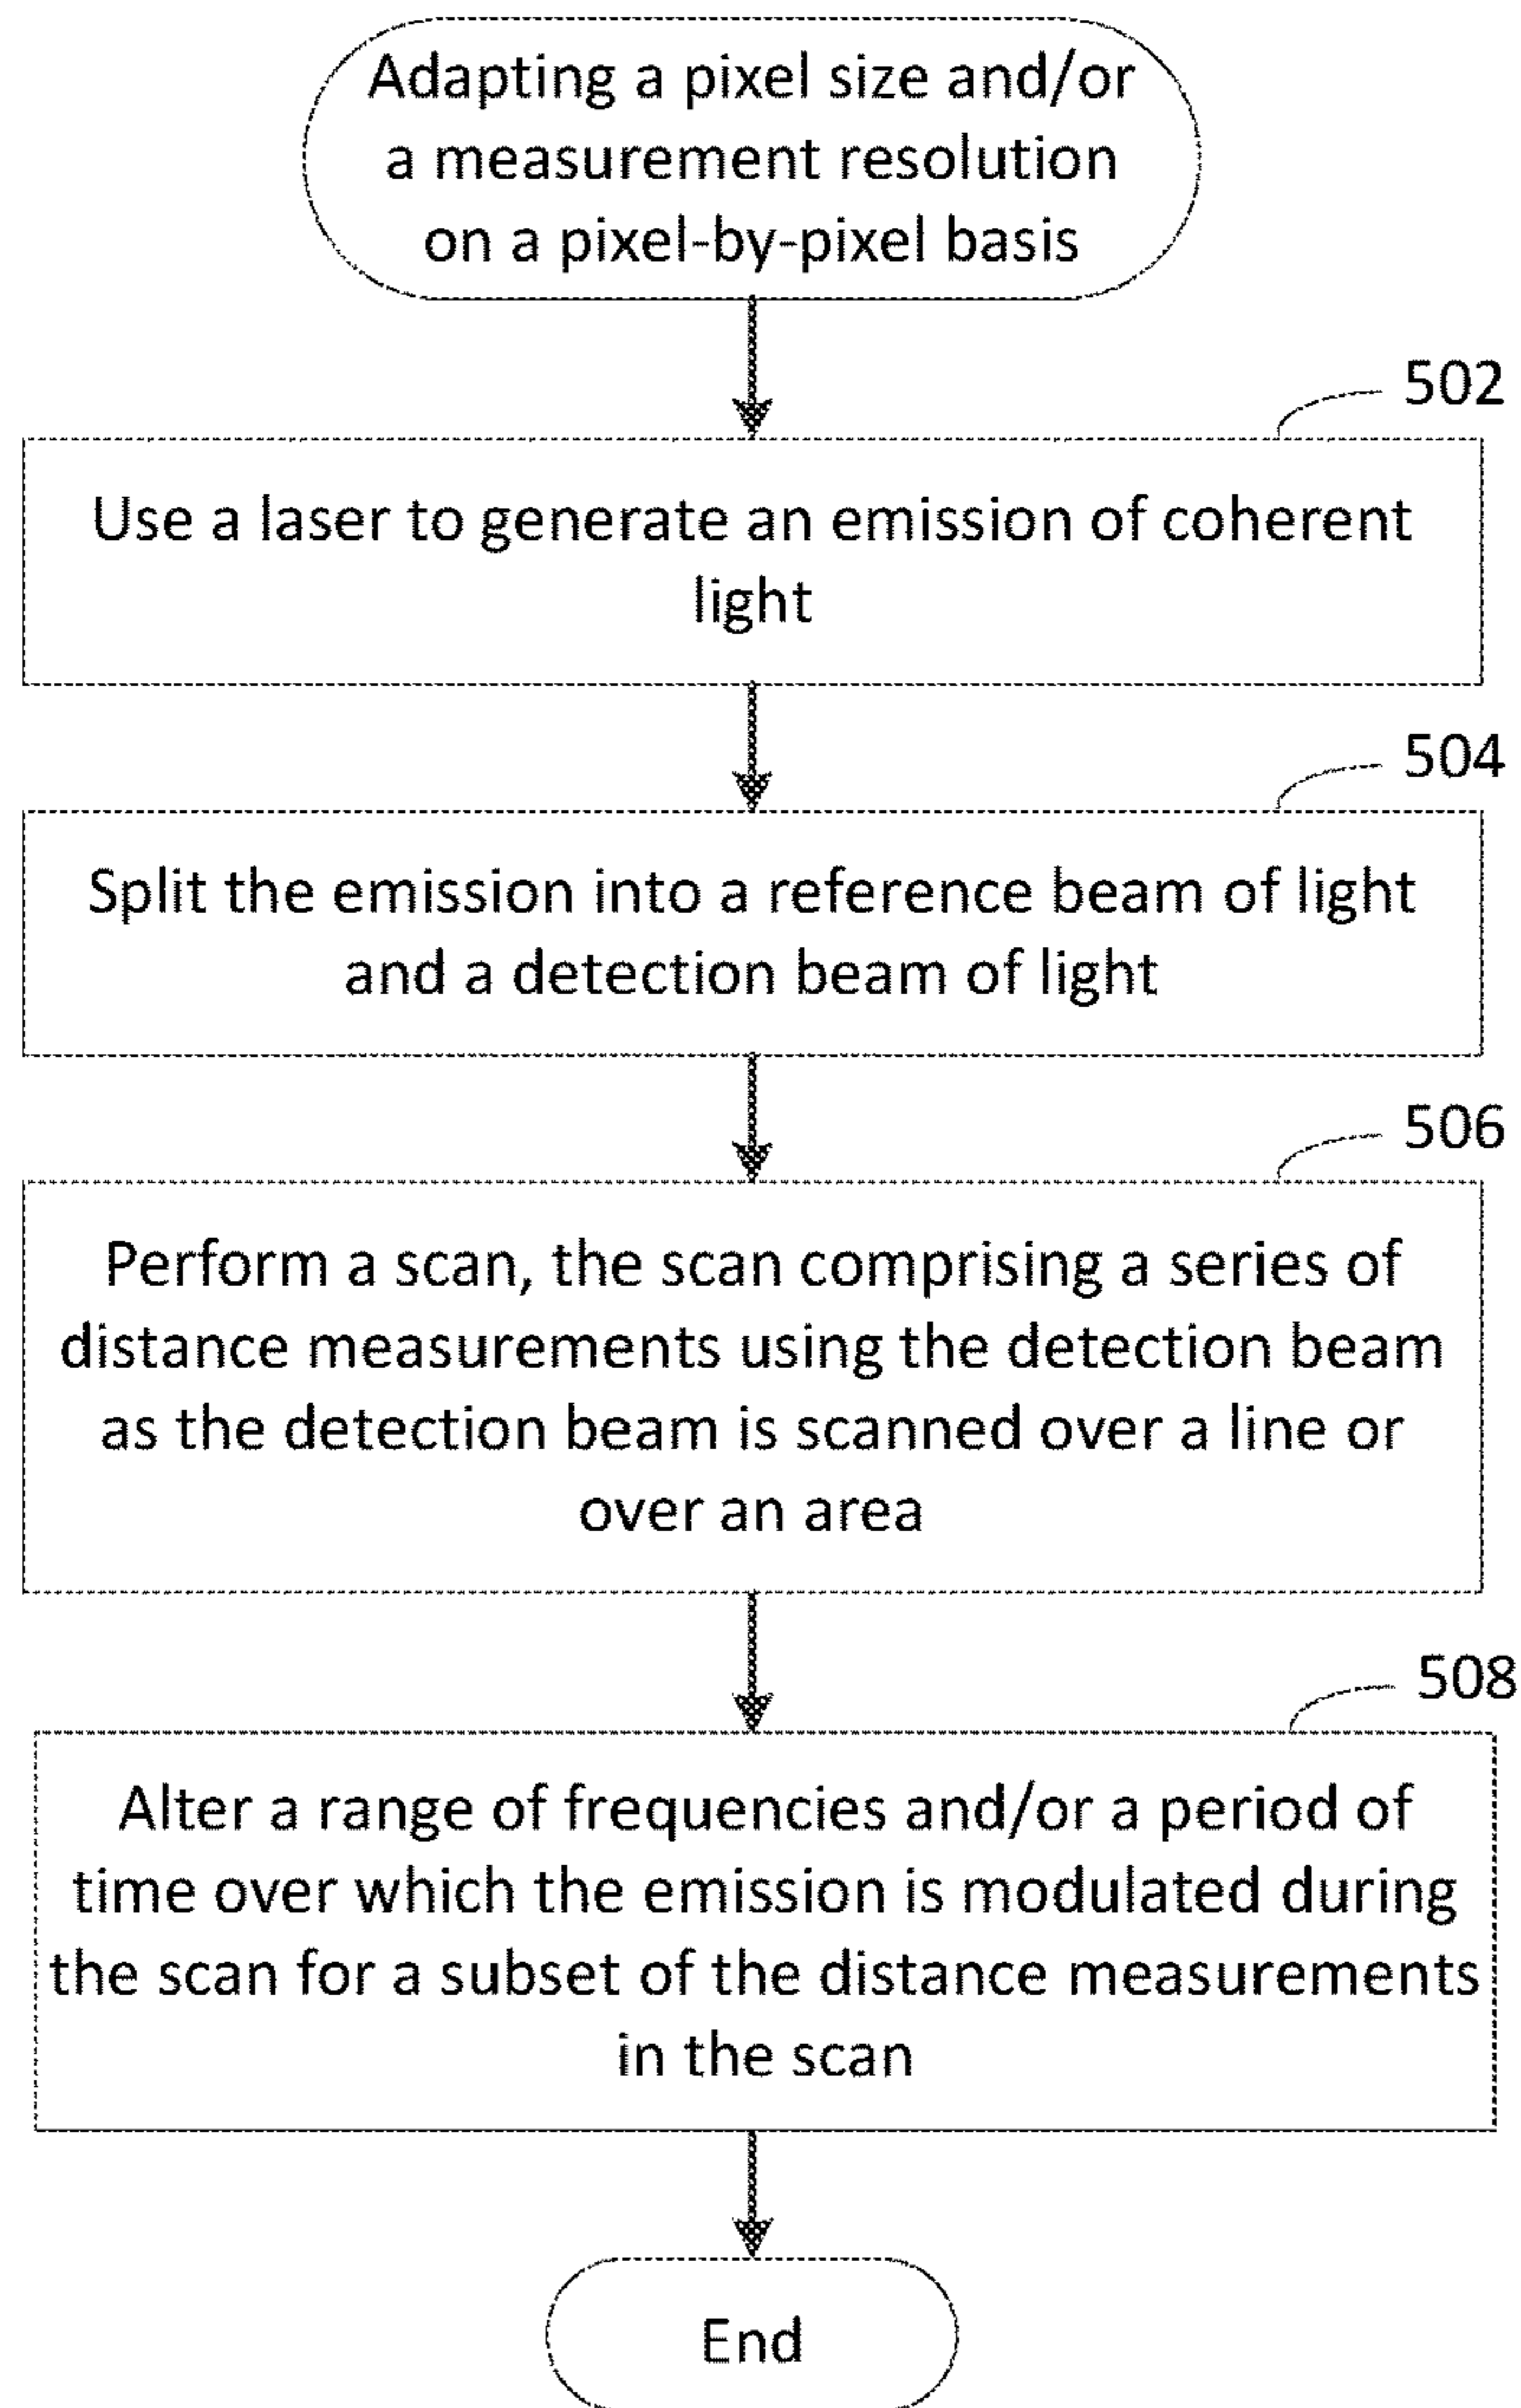 Adapting a pixel size and/or
a measurement resolution
on a pixel-by-pixel basis
502
Use a laser to generate an emission of coherent
light
504
Split the emission into a reference beam of light
and a detection beam of light
506
Perform a scan, the scan comprising a series of
distance measurements using the detection beam
as the detection beam is scanned over a line or
over an area
508
Alter a range of frequencies and/or a period of
time over which the emission is modulated during
the scan for a subset of the distance measurements
in the scan
End